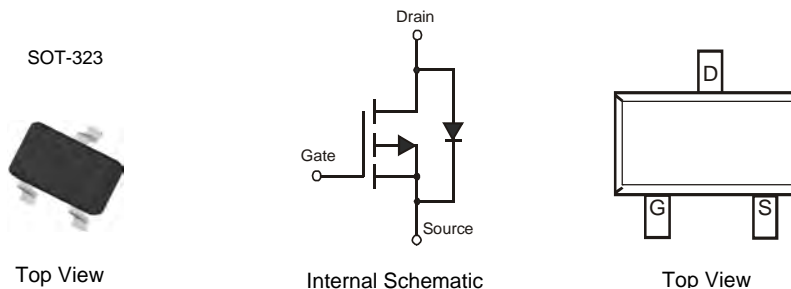 SOT-323
Top View
Drain
Gate
Source
Internal Schematic
D
G
S
Top View